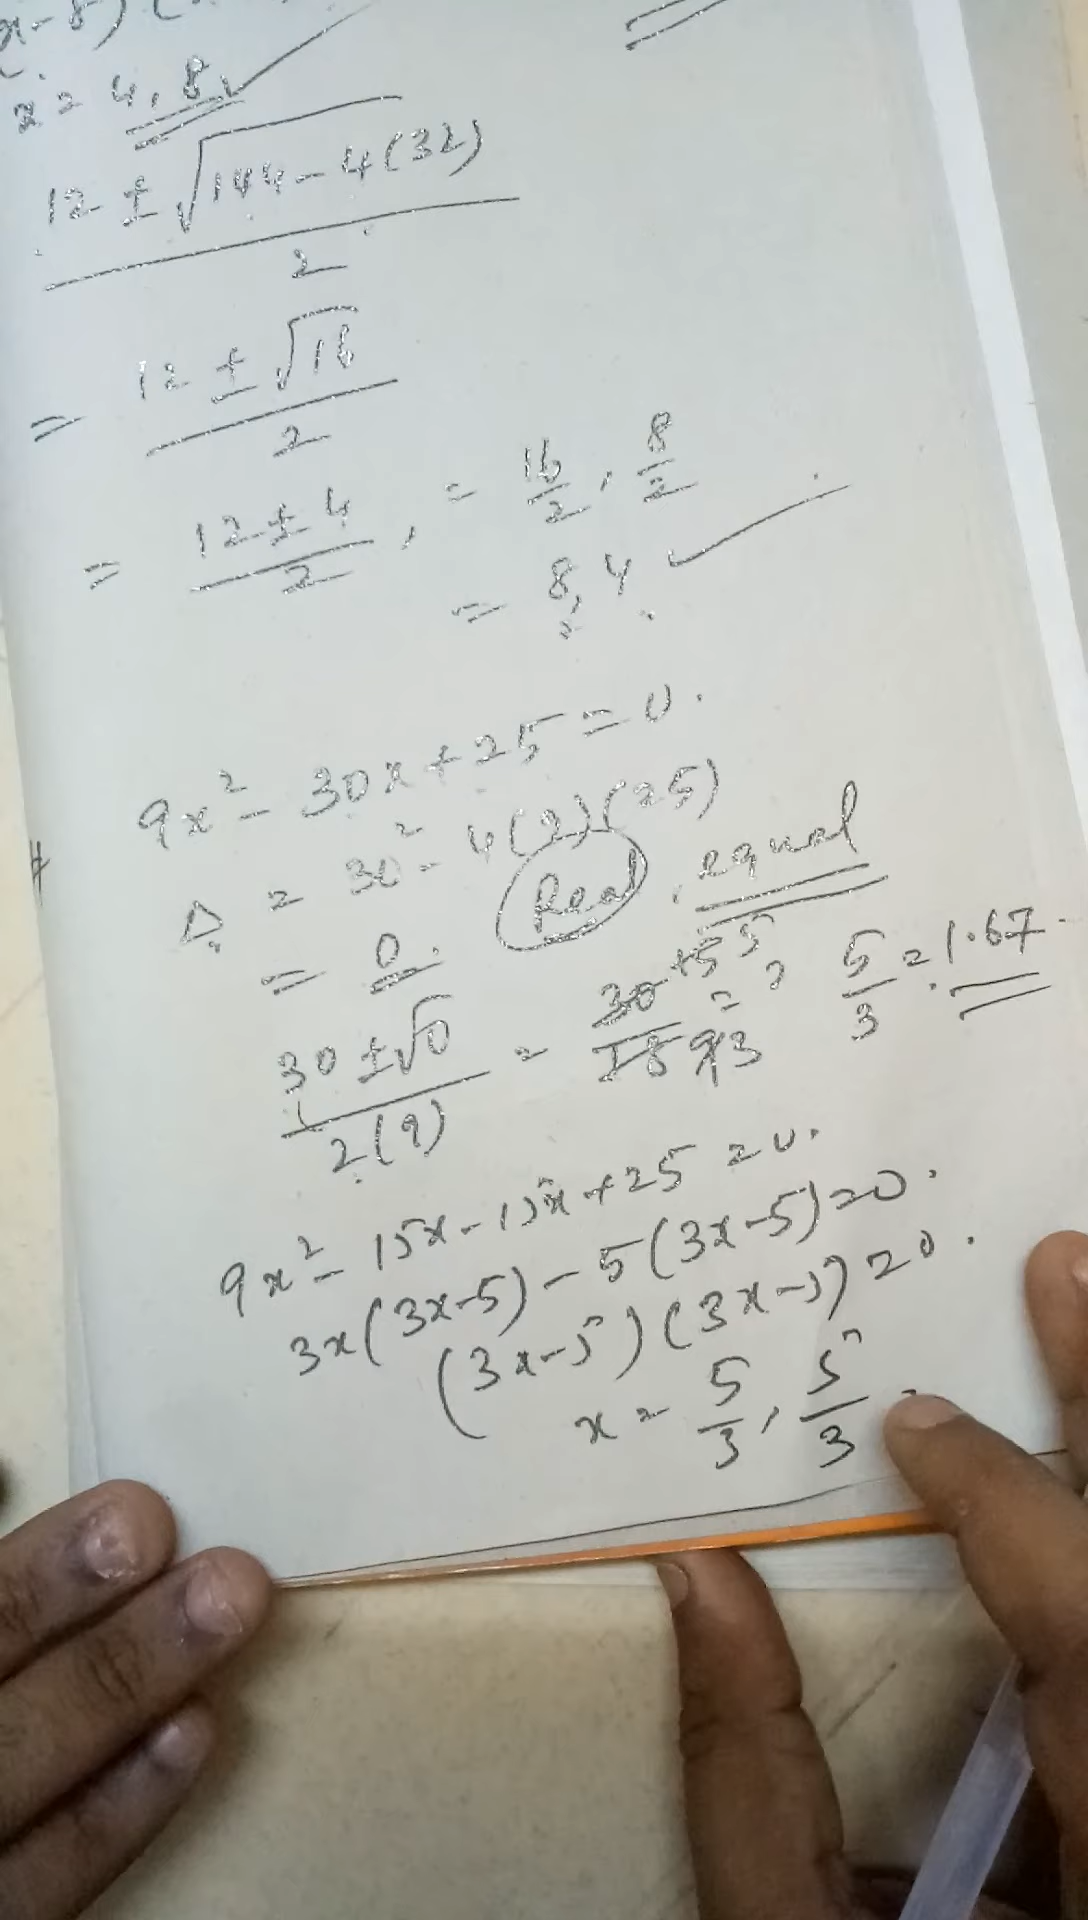 x = 4, 8
12 ± √144 - 4(32) / 2
= 12 ± √16 / 2
= 12 ± 4 / 2 , = 16/2 , 8/2
= 8, 4
9x² - 30x + 25 = 0.
Δ = 30² - 4(9)(25)
= 0. Real, equal
30 ± √0 / 2(9) = 30/18 = 5/3 = 1.67
9x² - 15x - 15x + 25 = 0.
3x(3x-5) - 5(3x-5) = 0.
(3x-5) (3x-5) = 0.
x = 5/3, 5/3